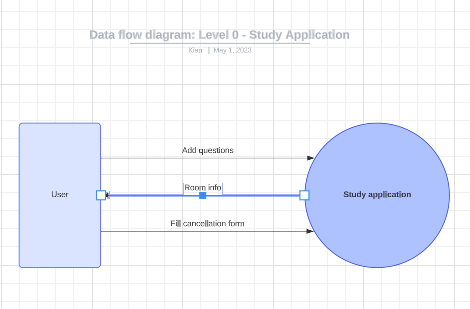 Data flow diagram: Level 0 - Study Application
Kian | May 1, 2023
Add questions
User
Room info
Study application
Fill cancellation form